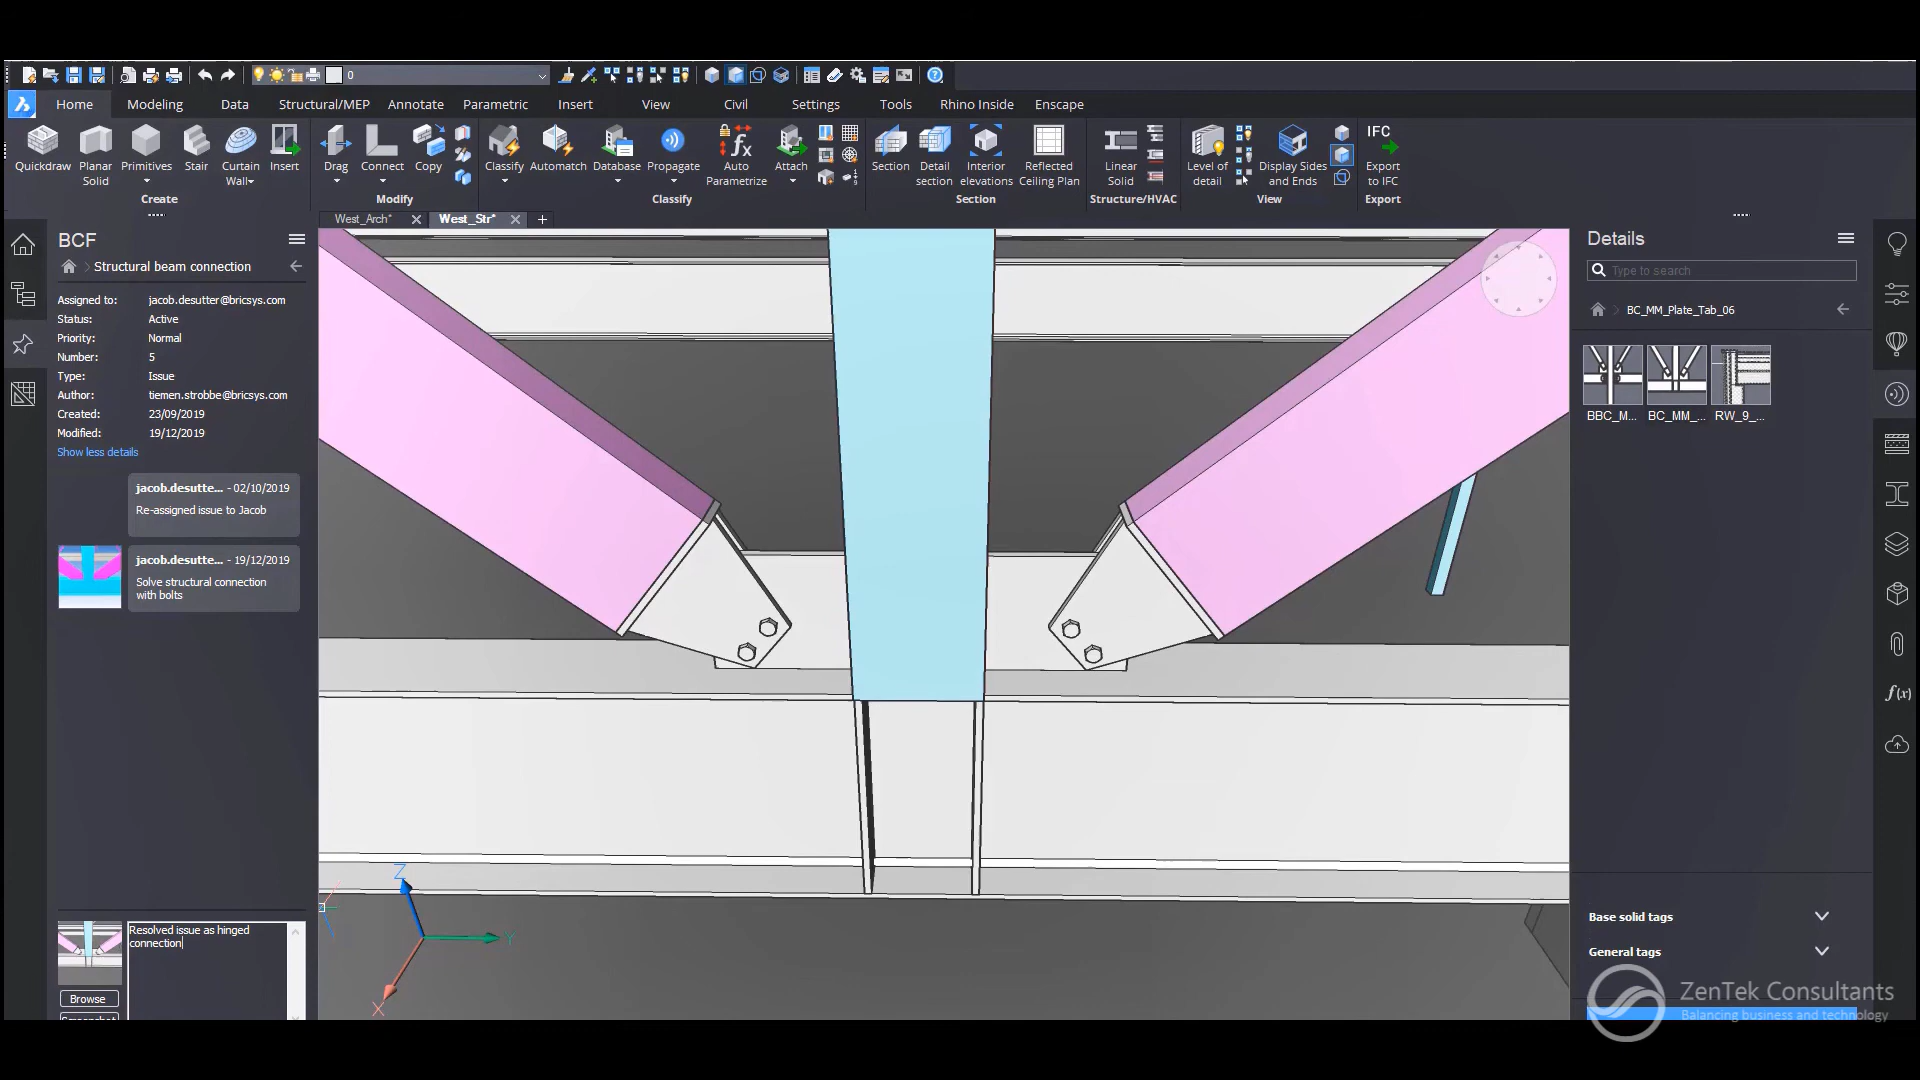 0
Home Modeling Data Structural/MEP Annotate Parametric Insert View Civil Settings Tools Rhino Inside Enscape
Quickdraw
Planar
Solid
Primitives
Stair
Curtain
Wall
Insert
Create
Drag
Connect
Copy
Modify
Classify
Automatch
Database
Propagate
Auto
Parametrize
Attach
Classify
Section
Detail
section
Interior
elevations
Reflected
Ceiling Plan
Section
Linear
Solid
Structure/HVAC
Level of
detail
Display Sides
and Ends
View
IFC
Export
to IFC
Export
West_Arch*
West_Str*
BCF
Structural beam connection
Assigned to: jacob.desutter@bricsys.com
Status: Active
Priority: Normal
Number: 5
Type: Issue
Author: tiemen.strobbe@bricsys.com
Created: 23/09/2019
Modified: 19/12/2019
Show less details
jacob.desutte... - 02/10/2019
Re-assigned issue to Jacob
jacob.desutte... - 19/12/2019
Solve structural connection
with bolts
Resolved issue as hinged
connection
Browse
Z
Y
X
Details
Type to search
BC_MM_Plate_Tab_06
BBC_M... BC_MM_... RW_9_...
f(x)
Base solid tags
General tags
ZenTek Consultants
Balancing business and technology